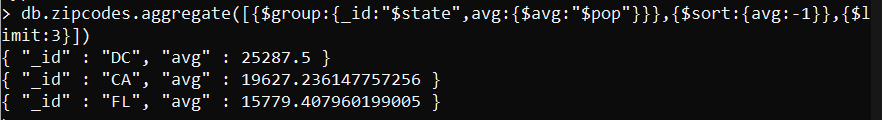 > db.zipcodes.aggregate([{$group:{_id:"$state",avg:{$avg:"$pop"}}},{$sort:{avg:-1}},{$l
imit:3}])
{ "_id" : "DC", "avg" : 25287.5 }
{ "_id" : "CA", "avg" : 19627.236147757256 }
{ "_id" : "FL", "avg" : 15779.407960199005 }